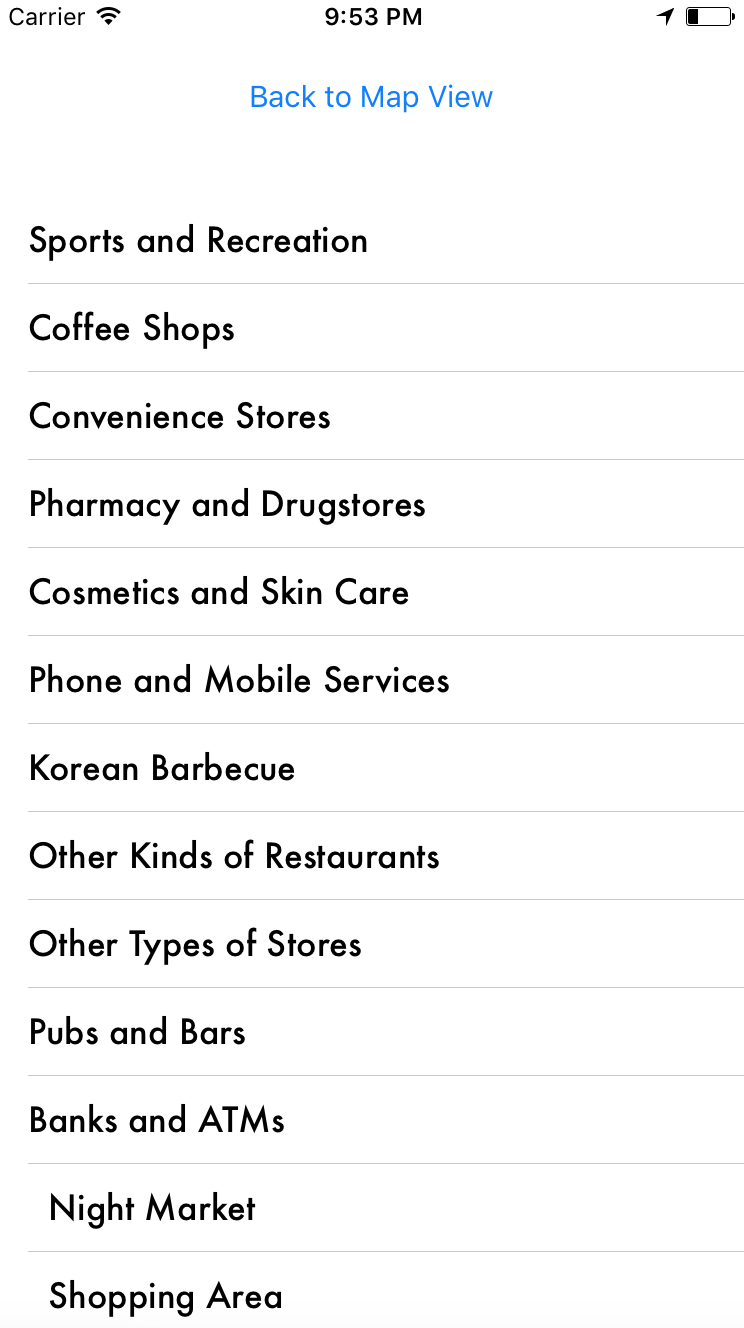 Carrier 9:53 PM
Back to Map View
Sports and Recreation
Coffee Shops
Convenience Stores
Pharmacy and Drugstores
Cosmetics and Skin Care
Phone and Mobile Services
Korean Barbecue
Other Kinds of Restaurants
Other Types of Stores
Pubs and Bars
Banks and ATMs
Night Market
Shopping Area